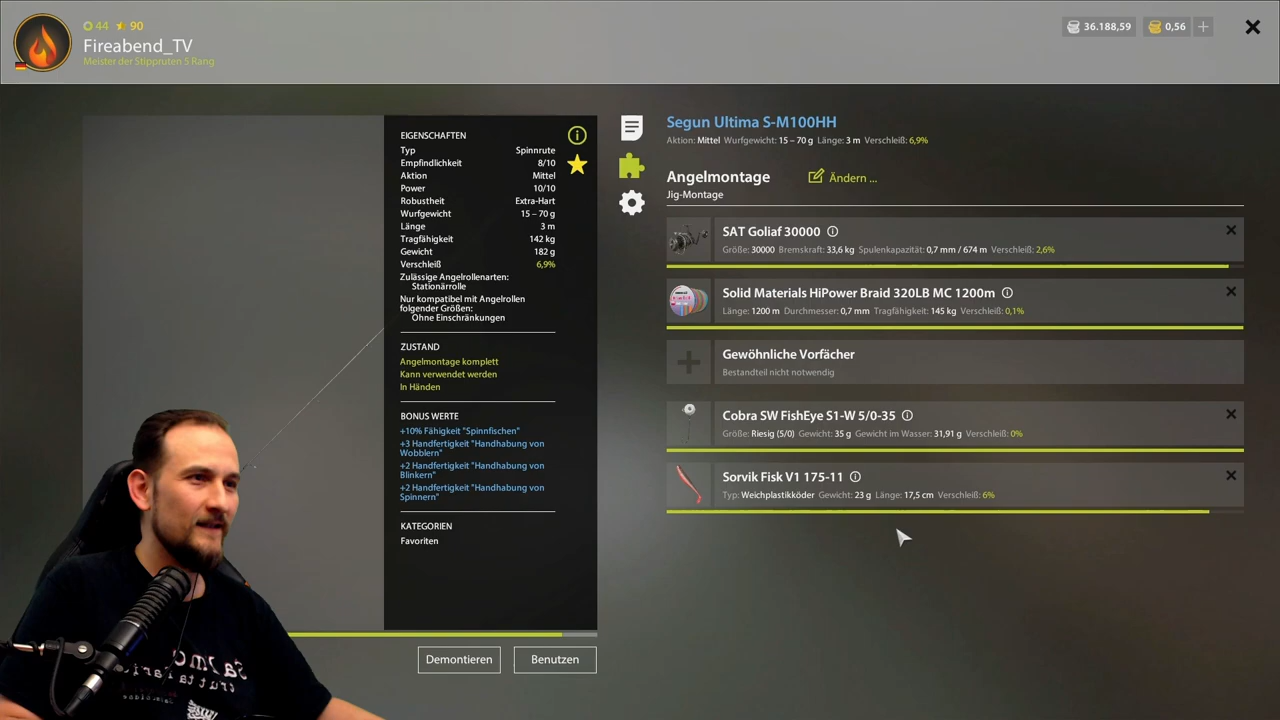 44 90
Fireabend_TV
Meister der Stippruten 5 Rang
36.188,59 0,56
EIGENSCHAFTEN
Typ Spinnrute
Empfindlichkeit 8/10
Aktion Mittel
Power 10/10
Robustheit Extra-Hart
Wurfgewicht 15 – 70 g
Länge 3 m
Tragfähigkeit 142 kg
Gewicht 182 g
Verschleiß 6,9%
Zulässige Angelrollenarten:
Stationärrolle
Nur kompatibel mit Angelrollen
folgender Größen:
Ohne Einschränkungen
ZUSTAND
Angelmontage komplett
Kann verwendet werden
In Händen
BONUS WERTE
+10% Fähigkeit "Spinnfischen"
+3 Handfertigkeit "Handhabung von
Wobblern"
+2 Handfertigkeit "Handhabung von
Blinkern"
+2 Handfertigkeit "Handhabung von
Spinnern"
KATEGORIEN
Favoriten
Demontieren Benutzen
Segun Ultima S-M100HH
Aktion: Mittel Wurfgewicht: 15 – 70 g Länge: 3 m Verschleiß: 6,9%
Angelmontage Ändern ...
Jig-Montage
SAT Goliaf 30000
Größe: 30000 Bremskraft: 33,6 kg Spulenkapazität: 0,7 mm / 674 m Verschleiß: 2,6%
Solid Materials HiPower Braid 320LB MC 1200m
Länge: 1200 m Durchmesser: 0,7 mm Tragfähigkeit: 145 kg Verschleiß: 0,1%
Gewöhnliche Vorfächer
Bestandteil nicht notwendig
Cobra SW FishEye S1-W 5/0-35
Größe: Riesig (5/0) Gewicht: 35 g Gewicht im Wasser: 31,91 g Verschleiß: 0%
Sorvik Fisk V1 175-11
Typ: Weichplastikköder Gewicht: 23 g Länge: 17,5 cm Verschleiß: 6%